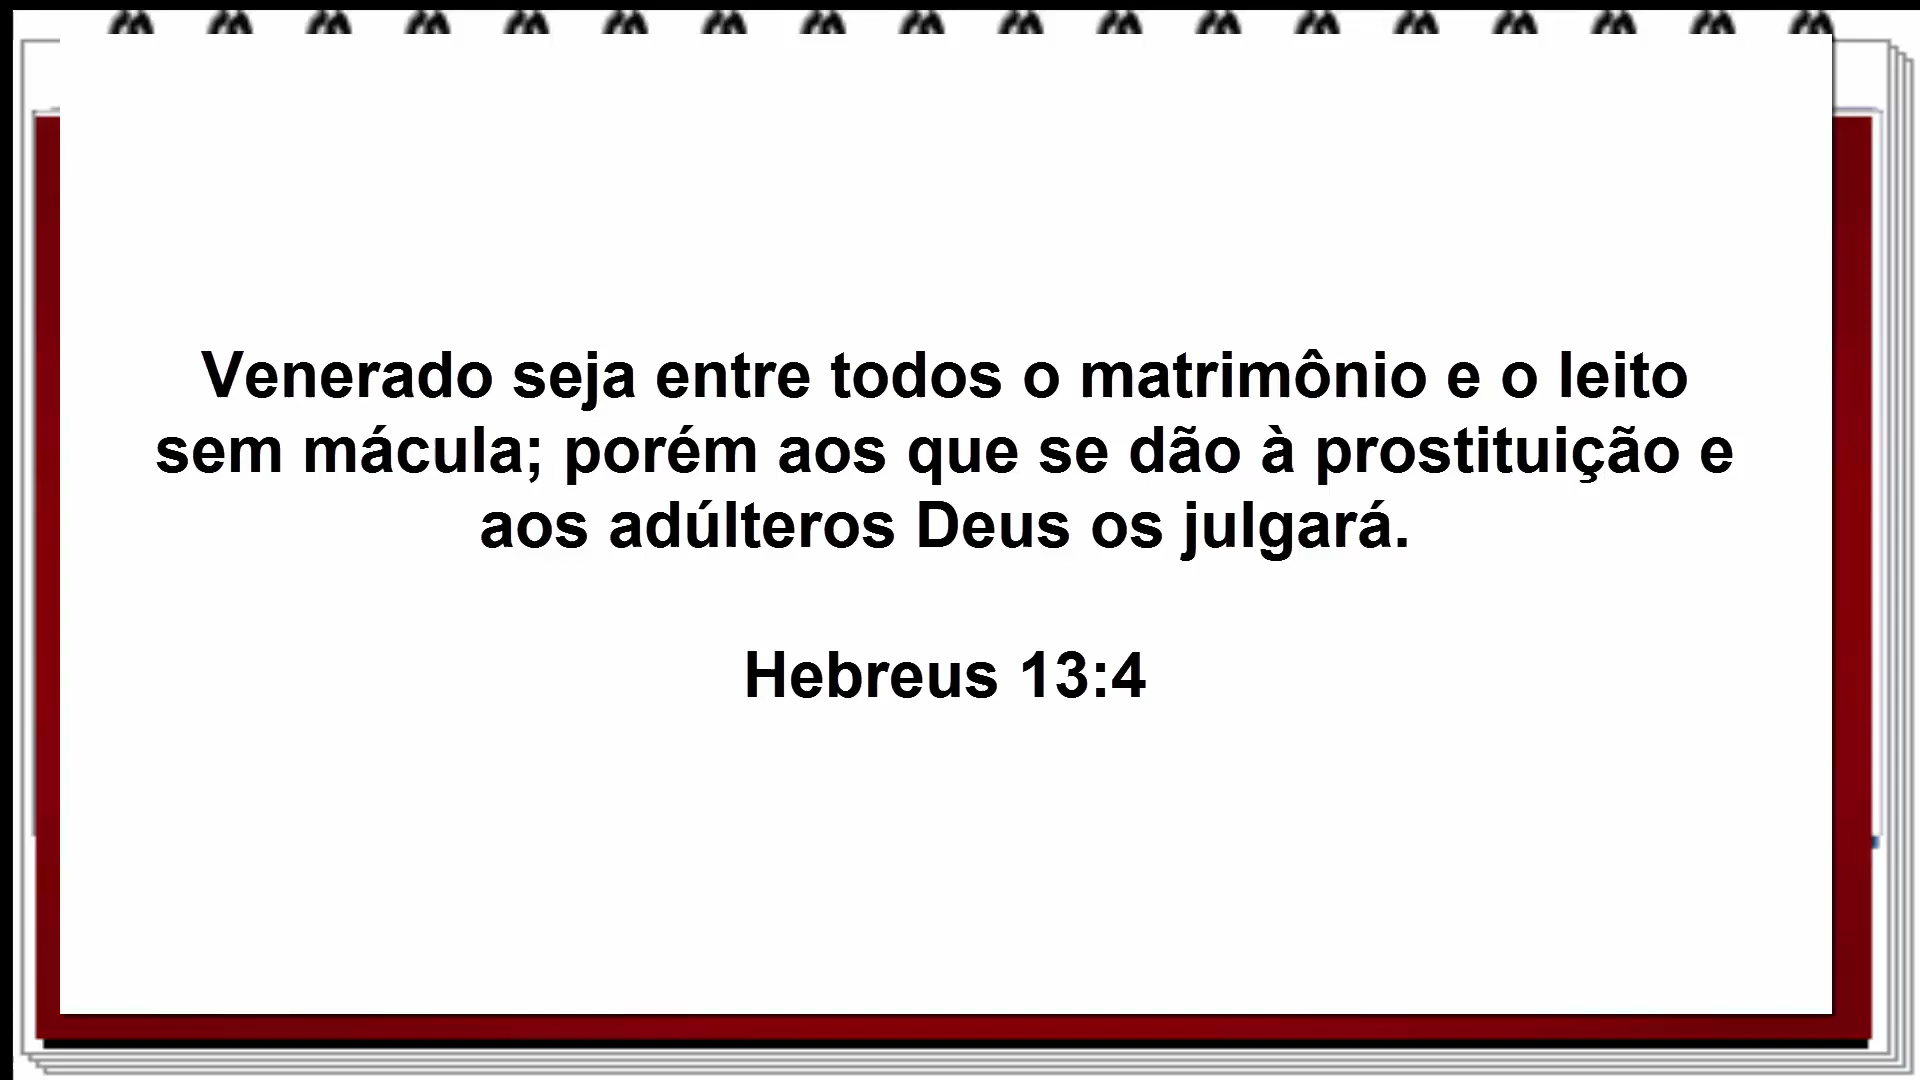 Venerado seja entre todos o matrimônio e o leito
sem mácula; porém aos que se dão à prostituição e
aos adúlteros Deus os julgará.
Hebreus 13:4